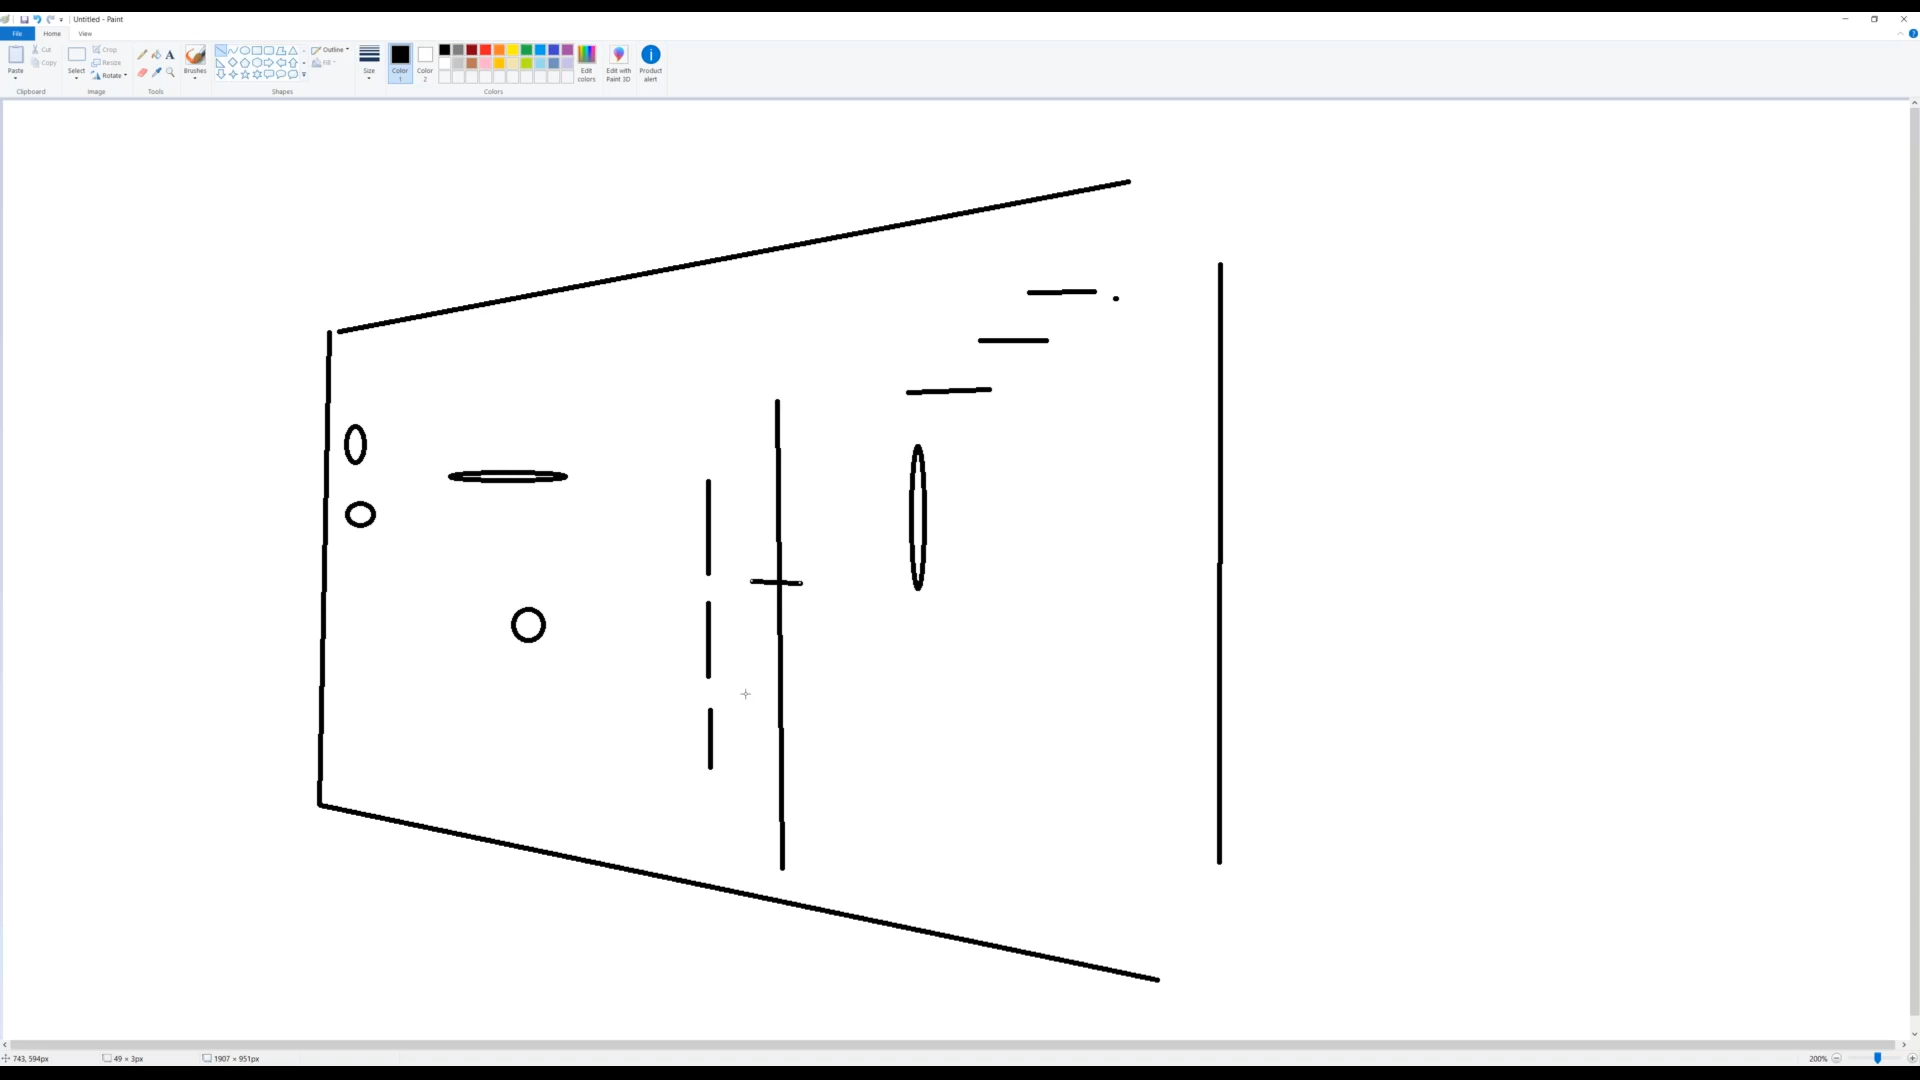 Untitled - Paint
File
Home
View
Paste
Cut
Copy
Clipboard
Select
Crop
Resize
Rotate
Image
A
Tools
Brushes
Outline
Fill
Shapes
Size
Color
1
Color
2
Edit
colors
Colors
Edit with
Paint 3D
Product
alert
743, 594px
49 × 3px
1907 × 951px
200%